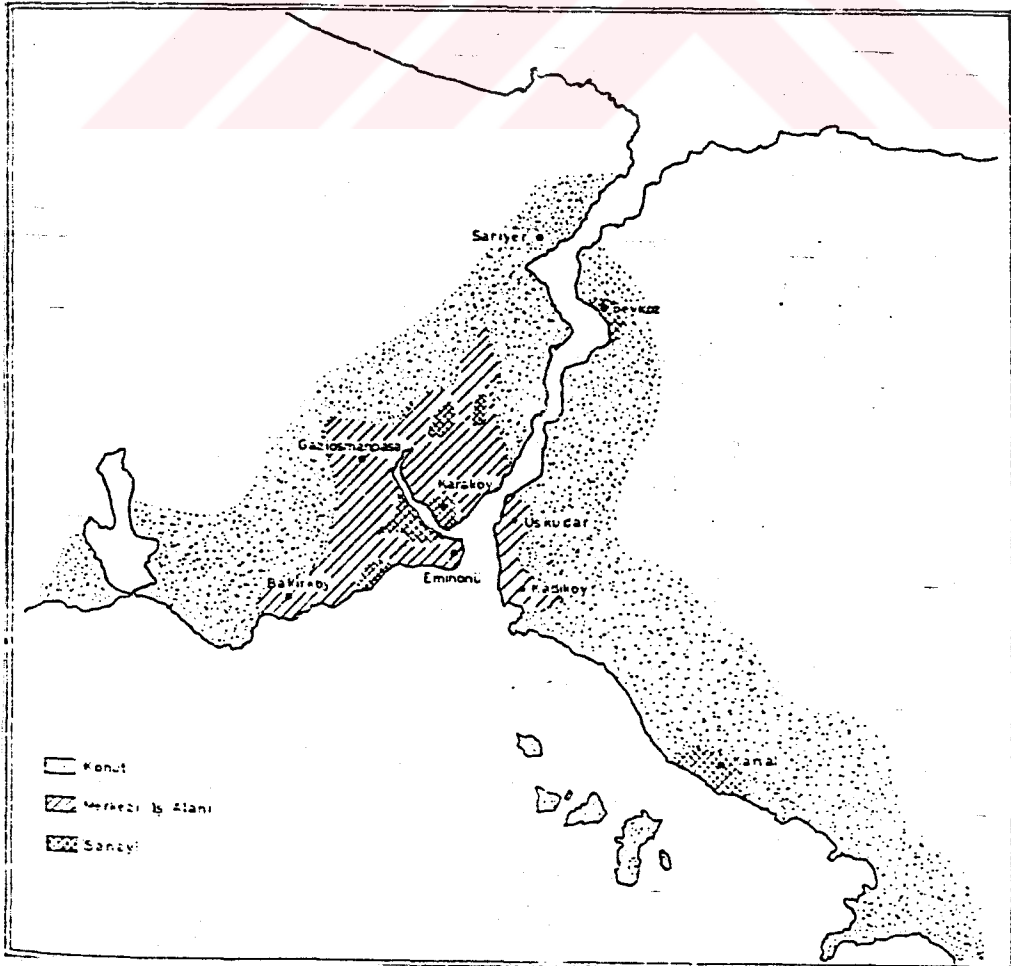 Sarıyer
Beykoz
Gaziosmanpaşa
Karaköy
Üsküdar
Eminönü
Bakırköy
Kadıköy
Kartal
Konut
Merkezi İş Alanı
Sanayi